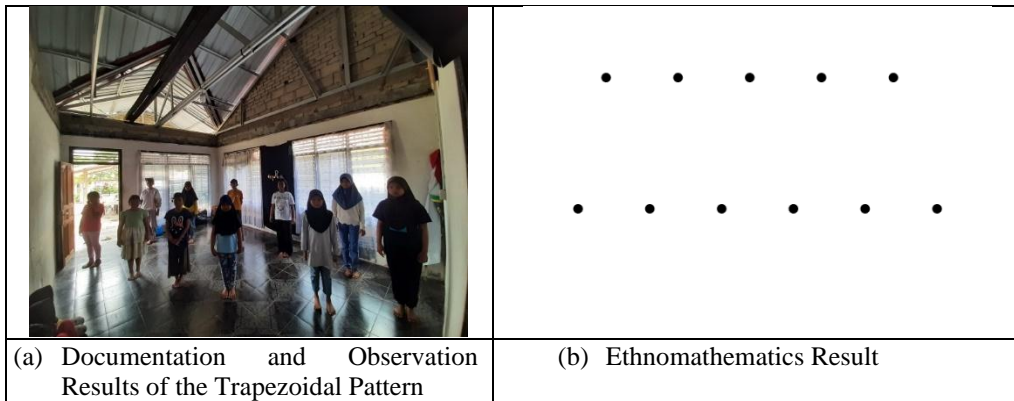 (a) Documentation and Observation
Results of the Trapezoidal Pattern
(b) Ethnomathematics Result